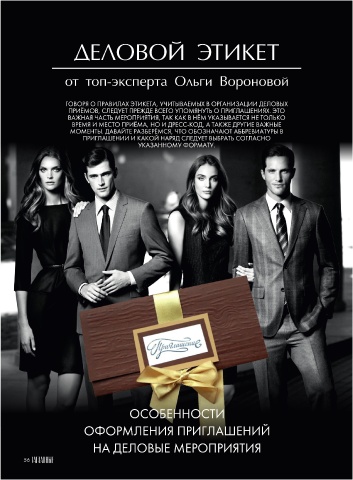 ДЕЛОВОЙ ЭТИКЕТ
от топ-эксперта Ольги Вороновой
ГОВОРЯ О ПРАВИЛАХ ЭТИКЕТА, УЧИТЫВАЕМЫХ В ОРГАНИЗАЦИИ ДЕЛОВЫХ
ПРИЁМОВ, СЛЕДУЕТ ПРЕЖДЕ ВСЕГО УПОМЯНУТЬ О ПРИГЛАШЕНИЯХ. ЭТО
ВАЖНАЯ ЧАСТЬ МЕРОПРИЯТИЯ, ТАК КАК В НЁМ УКАЗЫВАЕТСЯ НЕ ТОЛЬКО
ВРЕМЯ И МЕСТО ПРИЁМА, НО И ДРЕСС-КОД, А ТАКЖЕ ДРУГИЕ ВАЖНЫЕ
МОМЕНТЫ. ДАВАЙТЕ РАЗБЕРЁМСЯ, ЧТО ОБОЗНАЧАЮТ АББРЕВИАТУРЫ В
ПРИГЛАШЕНИИ И КАКОЙ НАРЯД СЛЕДУЕТ ВЫБРАТЬ СОГЛАСНО
УКАЗАННОМУ ФОРМАТУ.
Приглашение
ОСОБЕННОСТИ
ОФОРМЛЕНИЯ ПРИГЛАШЕНИЙ
НА ДЕЛОВЫЕ МЕРОПРИЯТИЯ
56